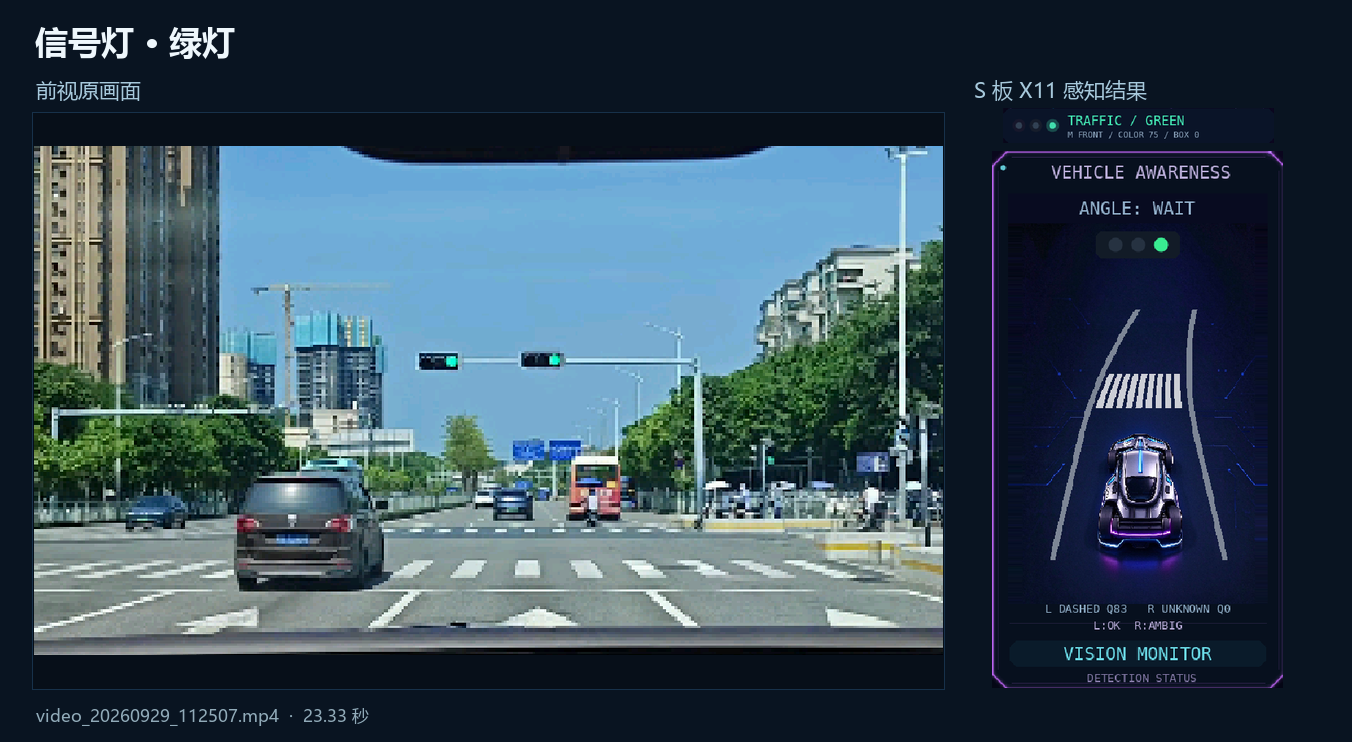 信号灯 • 绿灯
前视原画面
S 板 X11 感知结果
TRAFFIC / GREEN
M FRONT / COLOR 75 / BOX 0
VEHICLE AWARENESS
ANGLE: WAIT
L DASHED Q83 R UNKNOWN Q0
L:OK R:AMBIG
VISION MONITOR
DETECTION STATUS
video_20260929_112507.mp4 · 23.33 秒